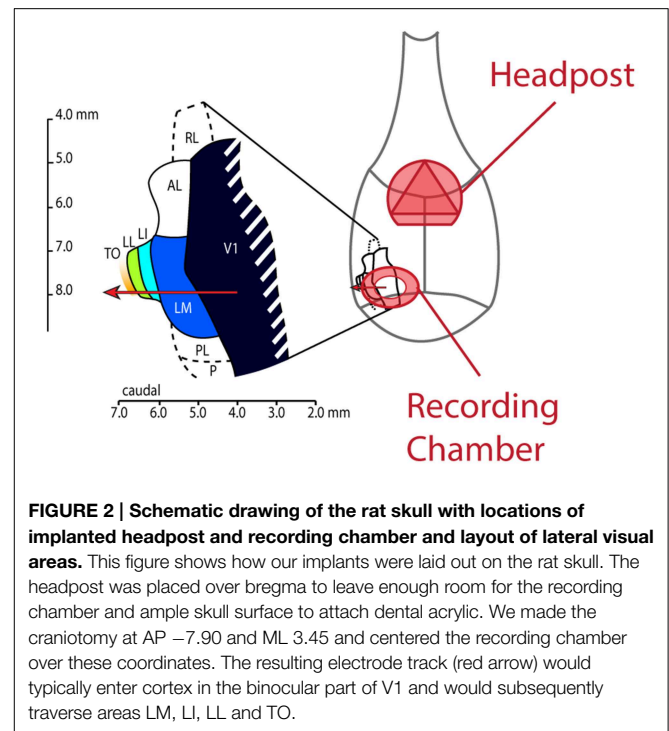 Headpost
Recording
Chamber
4.0 mm
5.0
6.0
7.0
8.0
RL
AL
LI
LL
TO
V1
LM
PL
P
caudal
7.0 6.0 5.0 4.0 3.0 2.0 mm
FIGURE 2 | Schematic drawing of the rat skull with locations of
implanted headpost and recording chamber and layout of lateral visual
areas. This figure shows how our implants were laid out on the rat skull. The
headpost was placed over bregma to leave enough room for the recording
chamber and ample skull surface to attach dental acrylic. We made the
craniotomy at AP −7.90 and ML 3.45 and centered the recording chamber
over these coordinates. The resulting electrode track (red arrow) would
typically enter cortex in the binocular part of V1 and would subsequently
traverse areas LM, LI, LL and TO.